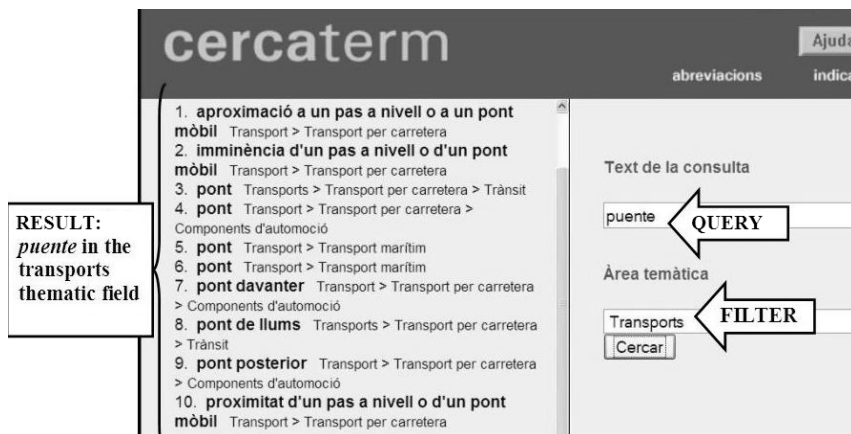 cercaterm
abreviacions
1. aproximació a un pas a nivell o a un pont
mòbil Transport > Transport per carretera
2. imminència d'un pas a nivell o d'un pont
mòbil Transport > Transport per carretera
3. pont Transports > Transport per carretera > Trànsit
4. pont Transport > Transport per carretera >
Components d'automoció
5. pont Transport > Transport marítim
6. pont Transport > Transport marítim
7. pont davanter Transport > Transport per carretera
> Components d'automoció
8. pont de llums Transports > Transport per carretera
> Trànsit
9. pont posterior Transport > Transport per carretera
> Components d'automoció
10. proximitat d'un pas a nivell o d'un pont
mòbil Transport > Transport per carretera
RESULT:
puente in the
transports
thematic field
Text de la consulta
puente
QUERY
Àrea temàtica
Transports
FILTER
Cercar